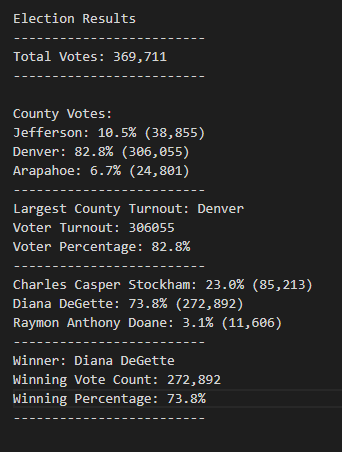 Election Results
-------------------------
Total Votes: 369,711
-------------------------
County Votes:
Jefferson: 10.5% (38,855)
Denver: 82.8% (306,055)
Arapahoe: 6.7% (24,801)
-------------------------
Largest County Turnout: Denver
Voter Turnout: 306055
Voter Percentage: 82.8%
-------------------------
Charles Casper Stockham: 23.0% (85,213)
Diana DeGette: 73.8% (272,892)
Raymon Anthony Doane: 3.1% (11,606)
-------------------------
Winner: Diana DeGette
Winning Vote Count: 272,892
Winning Percentage: 73.8%
-------------------------